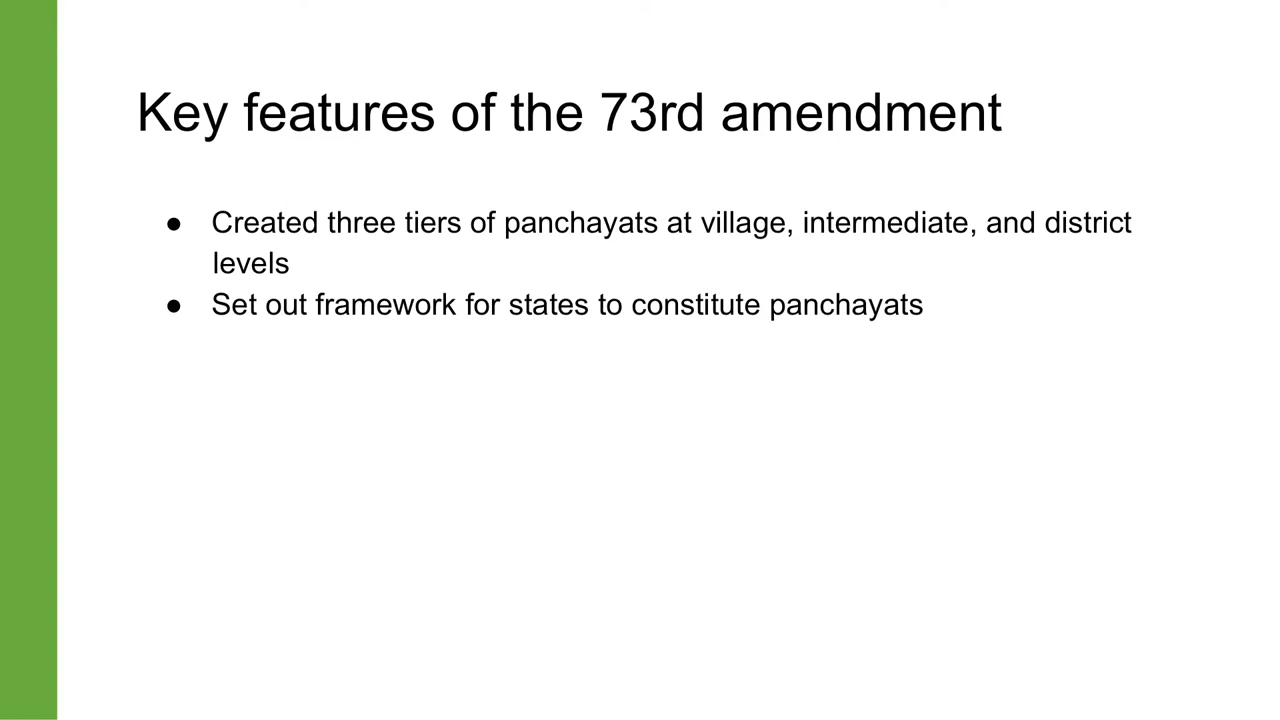 Key features of the 73rd amendment
● Created three tiers of panchayats at village, intermediate, and district
levels
● Set out framework for states to constitute panchayats